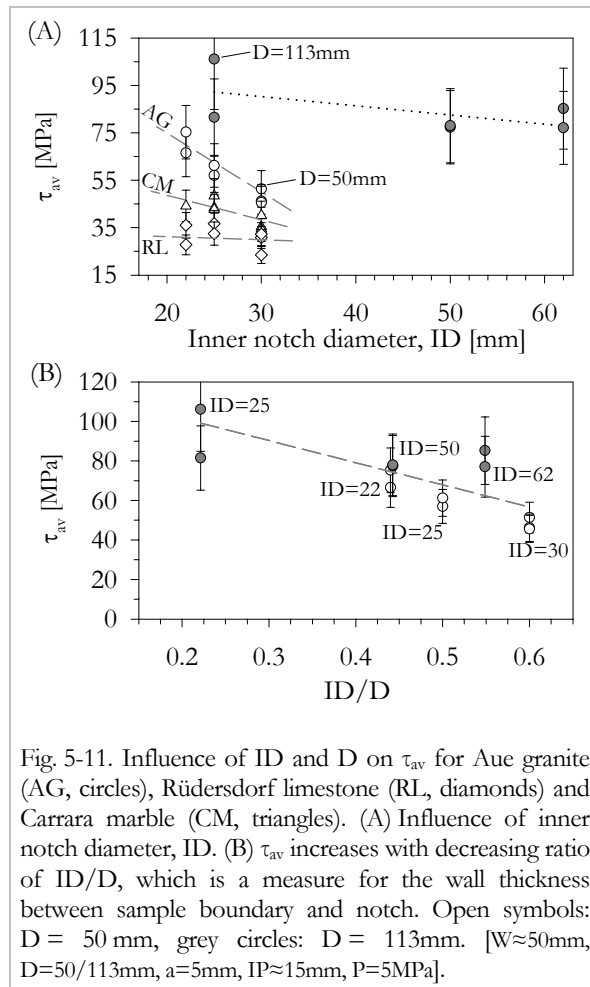 (A)
115
95
75
55
35
15
τav [MPa]
D=113mm
AG
D=50mm
CM
RL
20 30 40 50 60
Inner notch diameter, ID [mm]
(B)
120
100
80
60
40
20
0
τav [MPa]
ID=25
ID=50
ID=22
ID=62
ID=25
ID=30
0.2 0.3 0.4 0.5 0.6
ID/D
Fig. 5-11. Influence of ID and D on τav for Aue granite
(AG, circles), Rüdersdorf limestone (RL, diamonds) and
Carrara marble (CM, triangles). (A) Influence of inner
notch diameter, ID. (B) τav increases with decreasing ratio
of ID/D, which is a measure for the wall thickness
between sample boundary and notch. Open symbols:
D = 50 mm, grey circles: D = 113mm. [W≈50mm,
D=50/113mm, a=5mm, IP≈15mm, P=5MPa].